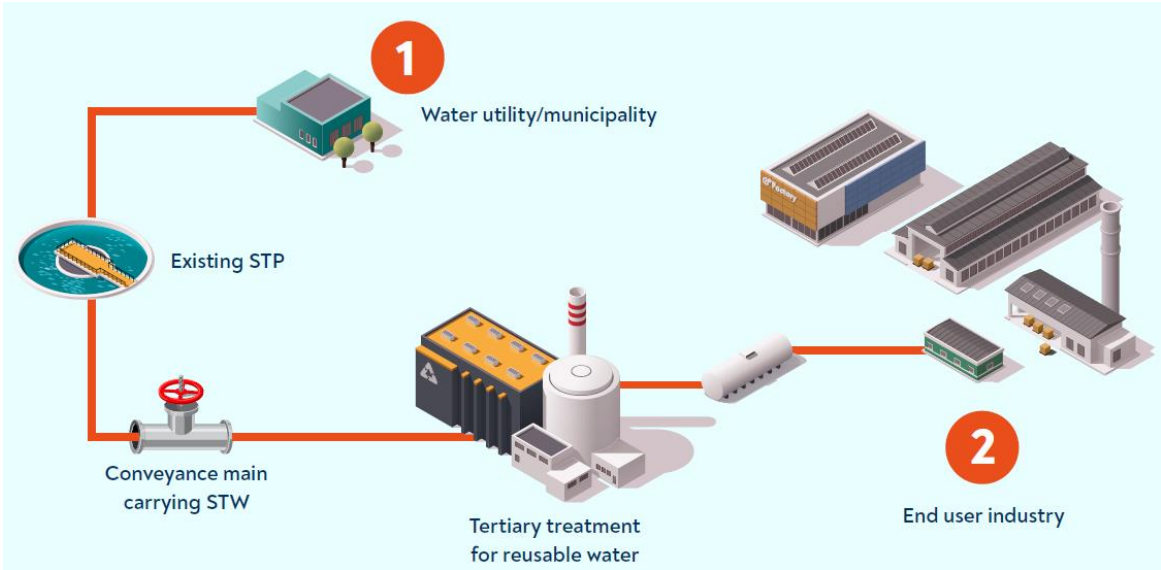 1
Water utility/municipality
Factory
Existing STP
Conveyance main
carrying STW
Tertiary treatment
for reusable water
2
End user industry